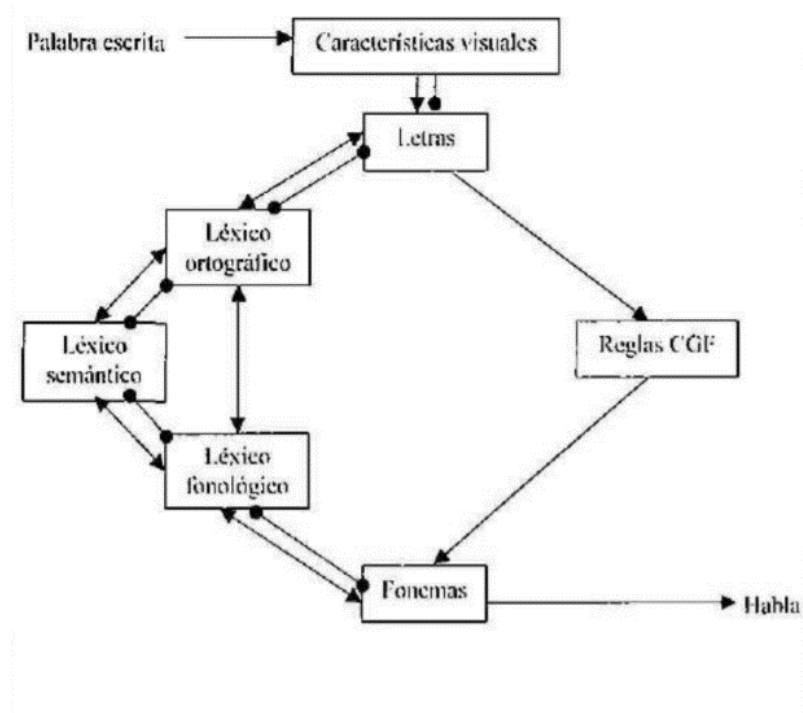 Palabra escrita
Características visuales
Letras
Léxico
ortográfico
Léxico
semántico
Reglas CGF
Léxico
fonológico
Fonemas
Habla